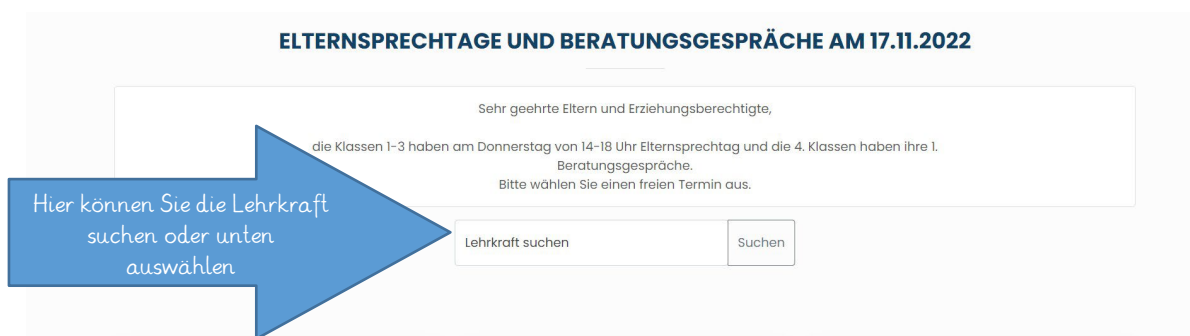 ELTERNSPRECHTAGE UND BERATUNGSGESPRÄCHE AM 17.11.2022
Sehr geehrte Eltern und Erziehungsberechtigte,
die Klassen 1-3 haben am Donnerstag von 14-18 Uhr Elternsprechtag und die 4. Klassen haben ihre 1.
Beratungsgespräche.
Bitte wählen Sie einen freien Termin aus.
Hier können Sie die Lehrkraft
suchen oder unten
auswählen
Lehrkraft suchen
Suchen